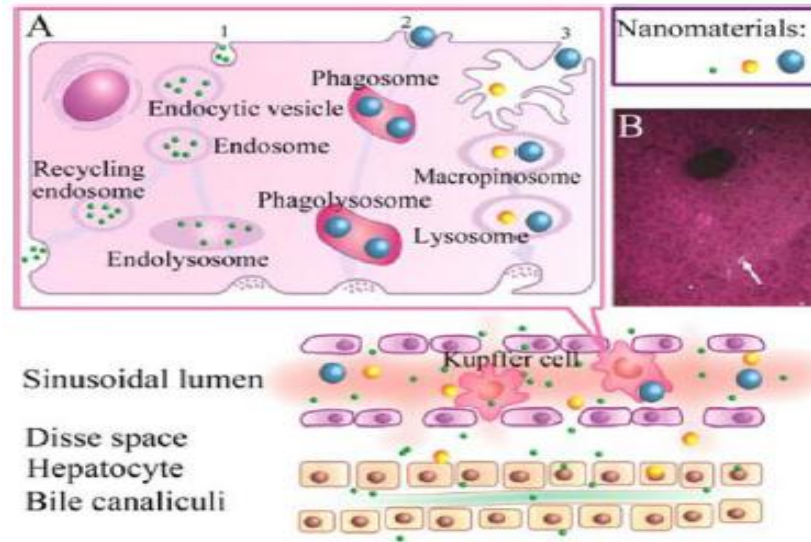 A
1
2
3
Phagosome
Endocytic vesicle
Endosome
Recycling
endosome
Macropinosome
Phagolysosome
Lysosome
Endolysosome
Nanomaterials:
B
Kupffer cell
Sinusoidal lumen
Disse space
Hepatocyte
Bile canaliculi